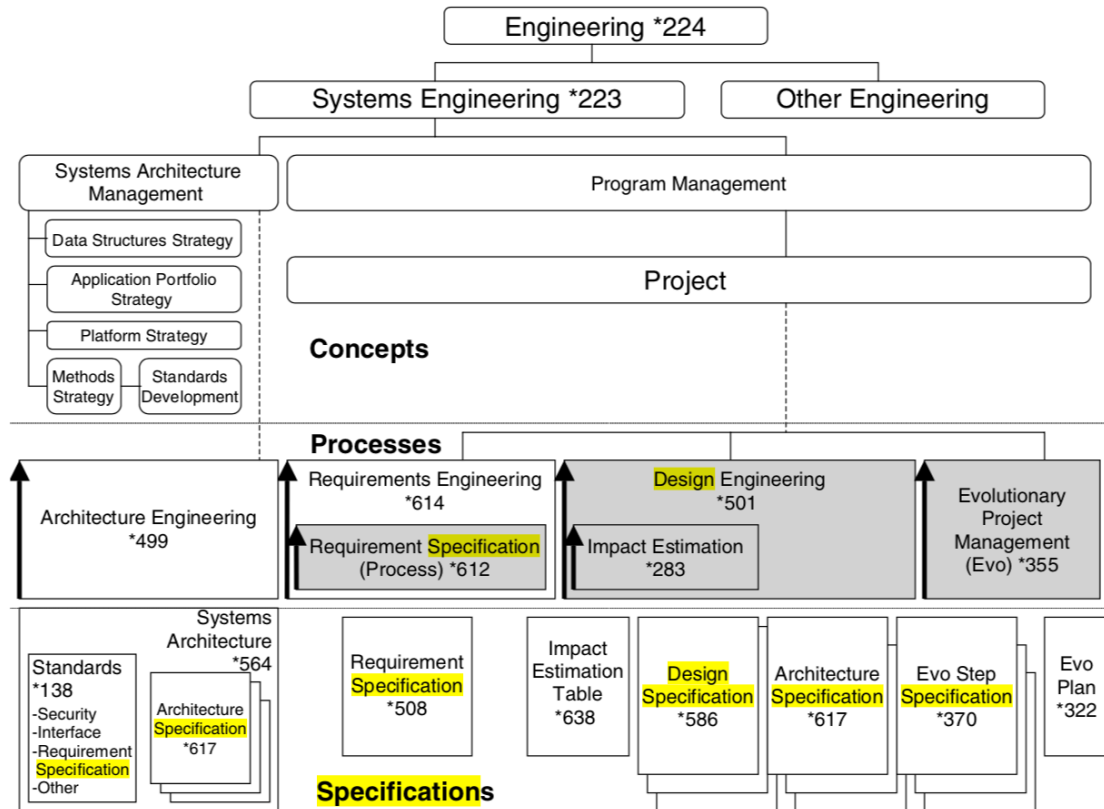 Engineering *224
Systems Engineering *223
Other Engineering
Systems Architecture
Management
Program Management
Data Structures Strategy
Application Portfolio
Strategy
Platform Strategy
Methods
Strategy
Standards
Development
Project
Concepts
Processes
Architecture Engineering
*499
Requirements Engineering
*614
Requirement Specification
(Process) *612
Design Engineering
*501
Impact Estimation
*283
Evolutionary
Project
Management
(Evo) *355
Systems
Architecture
*564
Standards
*138
-Security
-Interface
-Requirement
Specification
-Other
Architecture
Specification
*617
Requirement
Specification
*508
Impact
Estimation
Table
*638
Design
Specification
*586
Architecture
Specification
*617
Evo Step
Specification
*370
Evo
Plan
*322
Specifications